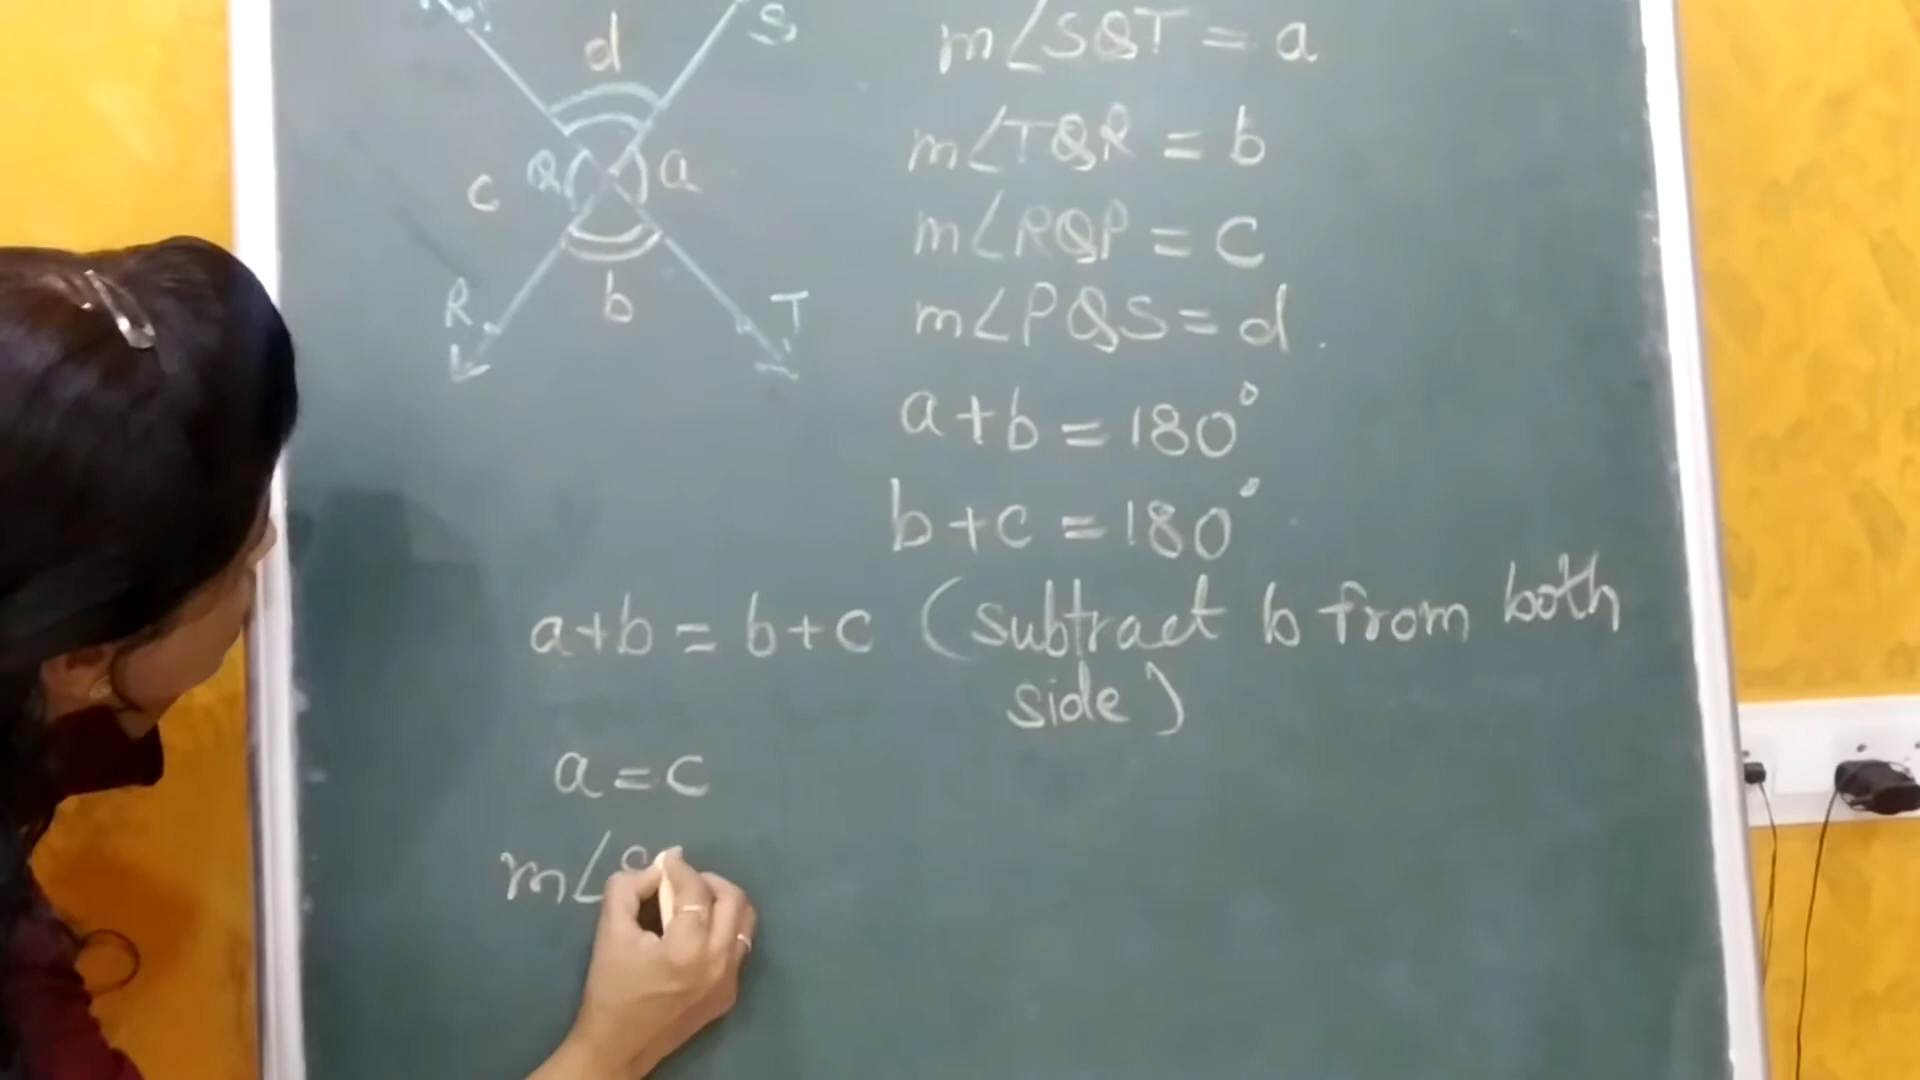 S
d
Q
a
c
b
R
T
m∠SQT = a
m∠TQR = b
m∠RQP = c
m∠PQS = d.
a+b = 180°
b+c = 180°
a+b = b+c (subtract b from both
side)
a = c
m∠